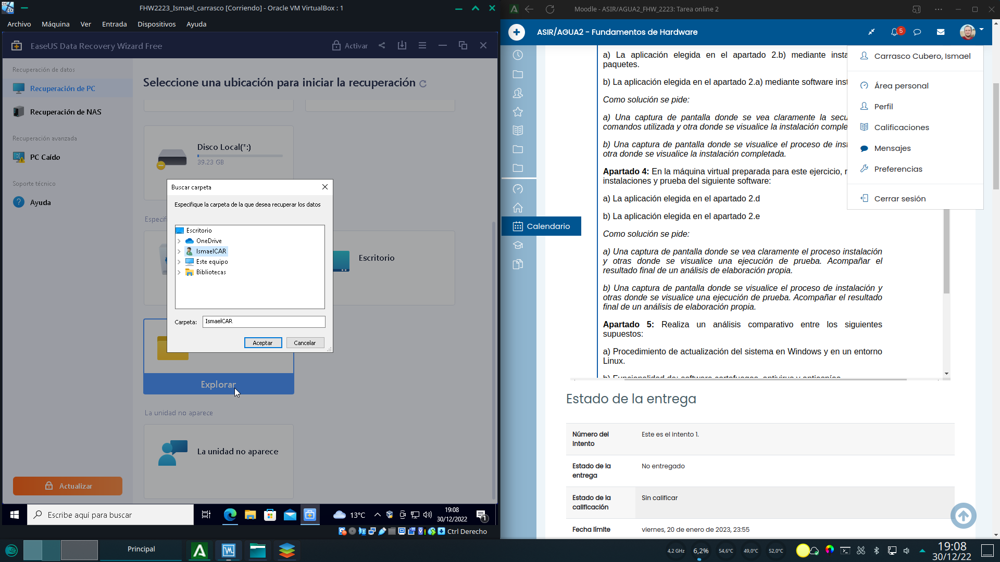 FHW2223_Ismael_carrasco [Corriendo] - Oracle VM VirtualBox : 1
Archivo Máquina Ver Entrada Dispositivos Ayuda
EaseUS Data Recovery Wizard Free
Activar
Recuperación de datos
Recuperación de PC
Recuperación de NAS
Recuperación avanzada
PC Caído
Soporte técnico
Ayuda
Actualizar
Seleccione una ubicación para iniciar la recuperación
Disco Local(*:)
39.23 GB
Especif
Escritorio
Explorar
La unidad no aparece
La unidad no aparece
Buscar carpeta
Especifique la carpeta de la que desea recuperar los datos
Escritorio
OneDrive
IsmaelCAR
Este equipo
Bibliotecas
Carpeta: IsmaelCAR
Aceptar Cancelar
Escribe aquí para buscar
13°C
19:08
30/12/2022
1
Ctrl Derecho
Moodle - ASIR/AGUA2_FHW_2223: Tarea online 2
ASIR/AGUA2 - Fundamentos de Hardware
5
Carrasco Cubero, Ismael
Área personal
Perfil
Calificaciones
Mensajes
Preferencias
Cerrar sesión
Calendario
a) La aplicación elegida en el apartado 2.b) mediante insta
paquetes.
b) La aplicación elegida en el apartado 2.a) mediante software inst
Como solución se pide:
a) Una captura de pantalla donde se vea claramente la secu
comandos utilizada y otra donde se visualice la instalación comple
b) Una captura de pantalla donde se visualice el proceso de inst
otra donde se visualice la instalación completada.
Apartado 4: En la máquina virtual preparada para este ejercicio, r
instalaciones y prueba del siguiente software:
a) La aplicación elegida en el apartado 2.d
b) La aplicación elegida en el apartado 2.e
Como solución se pide:
a) Una captura de pantalla donde se vea claramente el proceso instalación
y otras donde se visualice una ejecución de prueba. Acompañar el
resultado final de un análisis de elaboración propia.
b) Una captura de pantalla donde se visualice el proceso de instalación y
otras donde se visualice una ejecución de prueba. Acompañar el resultado
final de un análisis de elaboración propia.
Apartado 5: Realiza un análisis comparativo entre los siguientes
supuestos:
a) Procedimiento de actualización del sistema en Windows y en un entorno
Linux.
b) Funcionalidad de: software cortafuegos, antivirus y antiespías.
Estado de la entrega
Número del
intento
Este es el intento 1.
Estado de la
entrega
No entregado
Estado de la
calificación
Sin calificar
Fecha límite
viernes, 20 de enero de 2023, 23:55
Principal
4,2 GHz 6,2% 54,6°C 49,0°C 52,0°C
19:08
30/12/22